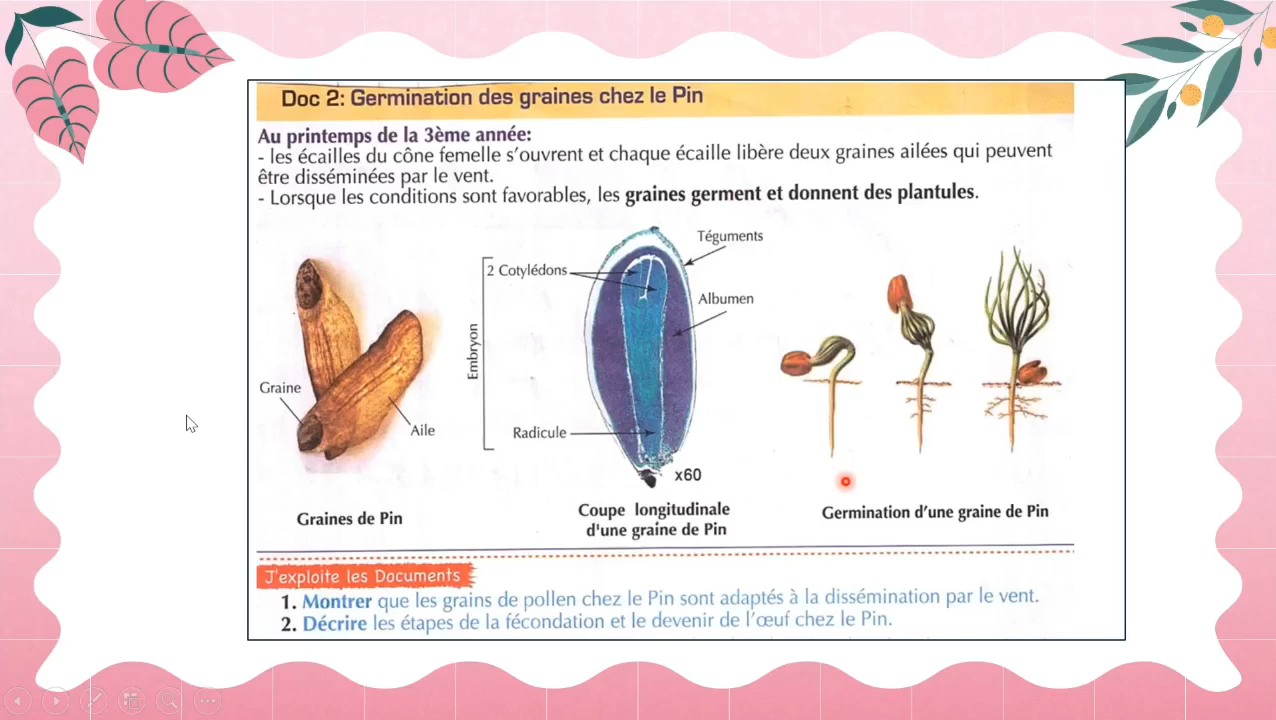 Doc 2: Germination des graines chez le Pin
Au printemps de la 3ème année:
- les écailles du cône femelle s'ouvrent et chaque écaille libère deux graines ailées qui peuvent
être disséminées par le vent.
- Lorsque les conditions sont favorables, les graines germent et donnent des plantules.
Téguments
2 Cotylédons
Albumen
Embryon
Graine
Aile
Radicule
x60
Graines de Pin
Coupe longitudinale
d'une graine de Pin
Germination d'une graine de Pin
J'exploite les Documents
1. Montrer que les grains de pollen chez le Pin sont adaptés à la dissémination par le vent.
2. Décrire les étapes de la fécondation et le devenir de l'œuf chez le Pin.